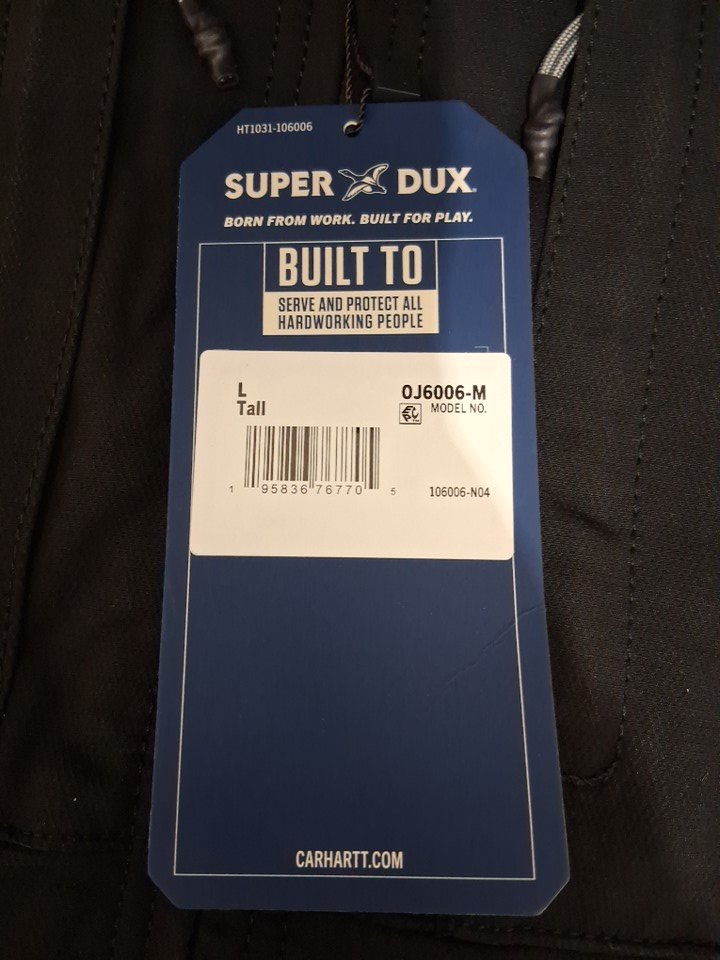 HT1031-106006
SUPER DUX
BORN FROM WORK. BUILT FOR PLAY.
BUILT TO
SERVE AND PROTECT ALL
HARDWORKING PEOPLE
L
Tall
OJ6006-M
MODEL NO.
1 95836 76770 5
106006-N04
CARHARTT.COM